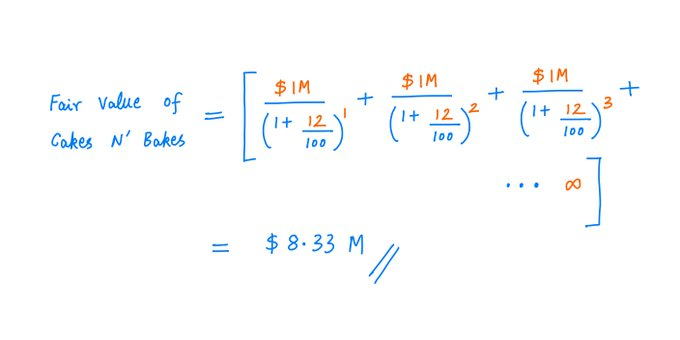 Fair Value of Cakes N' Bakes = [ $1M / (1 + 12/100)^1 + $1M / (1 + 12/100)^2 + $1M / (1 + 12/100)^3 +
... ∞ ]
= $8.33 M //